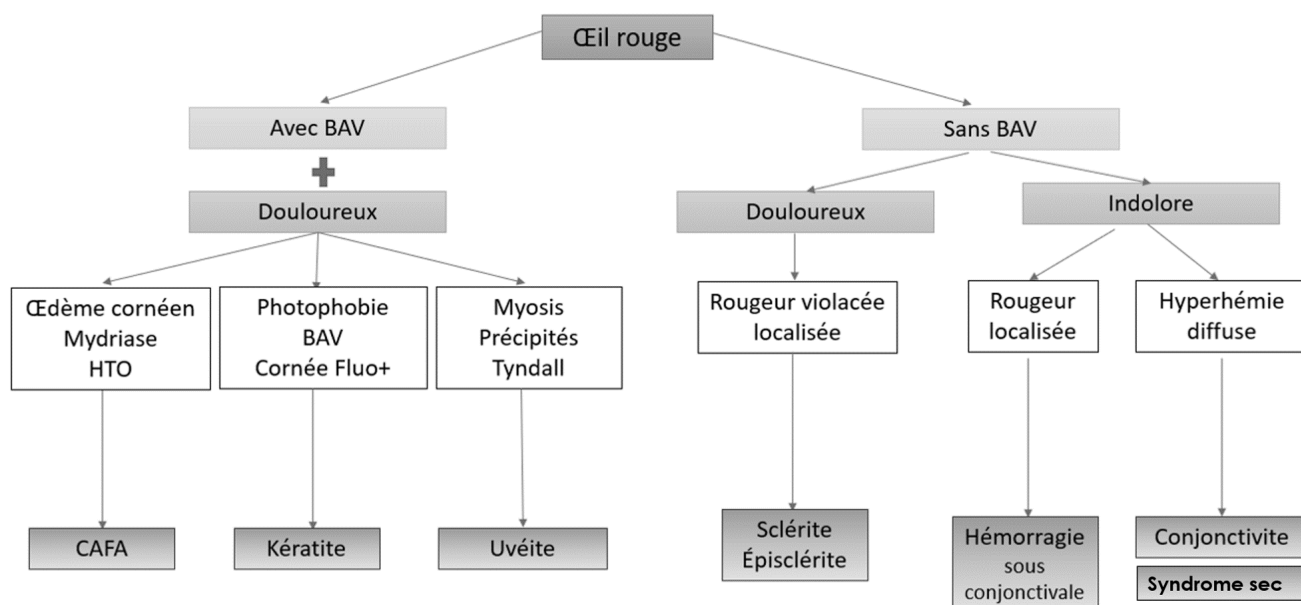 Œil rouge
Avec BAV
Sans BAV
Douloureux
Douloureux
Indolore
Œdème cornéen
Mydriase
HTO
Photophobie
BAV
Cornée Fluo+
Myosis
Précipités
Tyndall
Rougeur violacée
localisée
Rougeur
localisée
Hyperhémie
diffuse
CAFA
Kératite
Uvéite
Sclérite
Épisclérite
Hémorragie
sous
conjonctivale
Conjonctivite
Syndrome sec